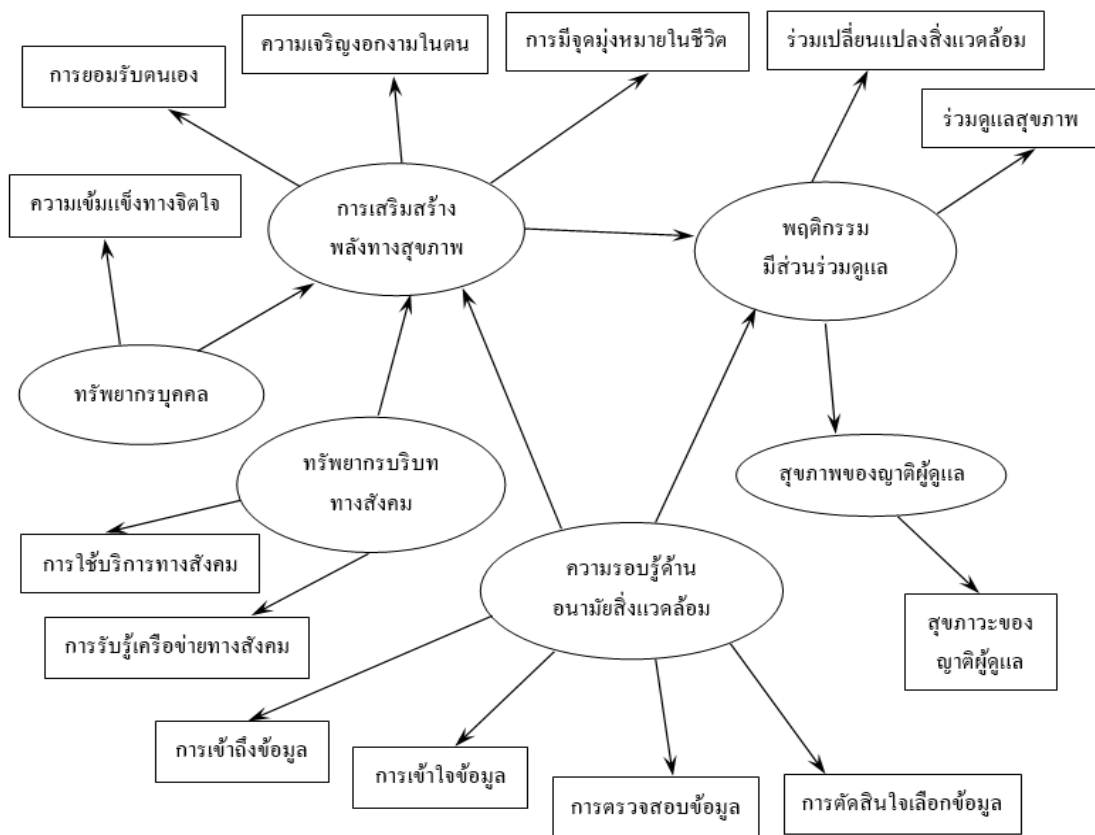 ความเจริญงอกงามในตน
การมีจุดมุ่งหมายในชีวิต
ร่วมเปลี่ยนแปลงสิ่งแวดล้อม
การยอมรับตนเอง
ร่วมดูแลสุขภาพ
ความเข้มแข็งทางจิตใจ
การเสริมสร้าง
พลังทางสุขภาพ
พฤติกรรม
มีส่วนร่วมดูแล
ทรัพยากรบุคคล
ทรัพยากรบริบท
ทางสังคม
สุขภาพของญาติผู้ดูแล
การใช้บริการทางสังคม
ความรอบรู้ด้าน
อนามัยสิ่งแวดล้อม
การรับรู้เครือข่ายทางสังคม
สุขภาวะของ
ญาติผู้ดูแล
การเข้าถึงข้อมูล
การเข้าใจข้อมูล
การตรวจสอบข้อมูล
การตัดสินใจเลือกข้อมูล